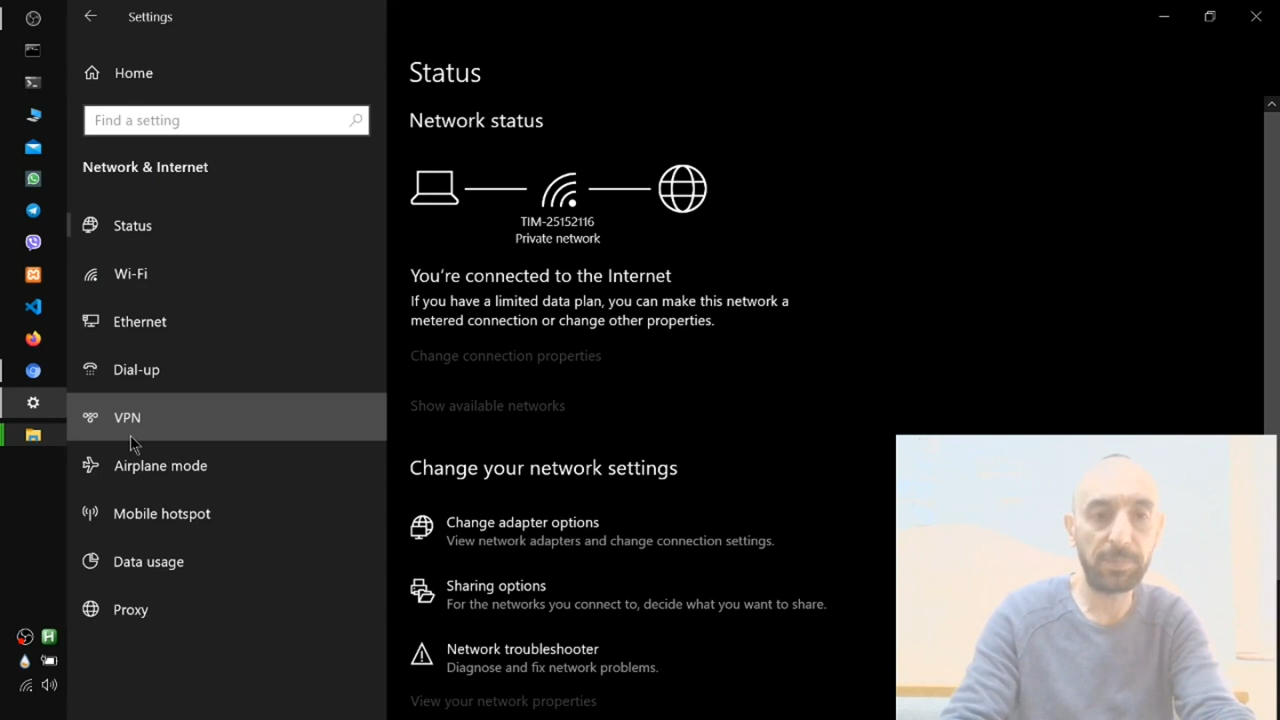 Settings
Home
Find a setting
Network & Internet
Status
Wi-Fi
Ethernet
Dial-up
VPN
Airplane mode
Mobile hotspot
Data usage
Proxy
Status
Network status
TIM-25152116
Private network
You're connected to the Internet
If you have a limited data plan, you can make this network a
metered connection or change other properties.
Change connection properties
Show available networks
Change your network settings
Change adapter options
View network adapters and change connection settings.
Sharing options
For the networks you connect to, decide what you want to share.
Network troubleshooter
Diagnose and fix network problems.
View your network properties